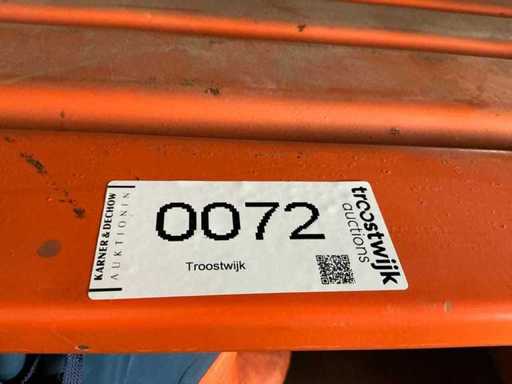 KARNER & DECHOW
AUKTIONEN
0072
Troostwijk
troostwijk
auctions